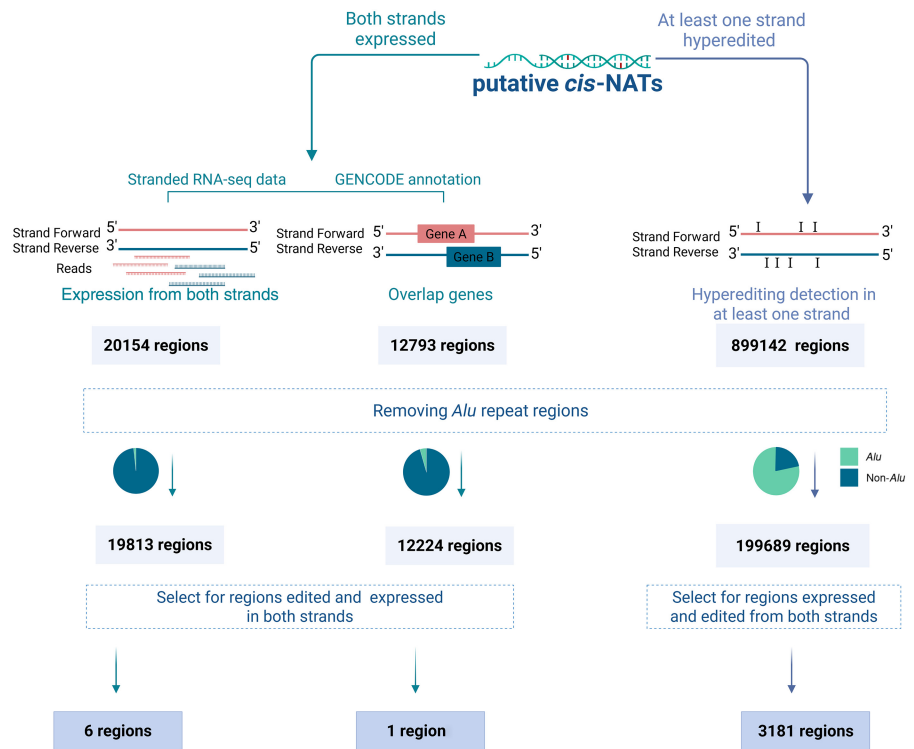 Both strands
expressed
At least one strand
hyperedited
putative cis-NATs
Stranded RNA-seq data
GENCODE annotation
5'
3'
Strand Forward
Strand Reverse
3'
5'
Reads
Expression from both strands
5'
3'
Strand Forward
Gene A
Strand Reverse
3'
Gene B
5'
Overlap genes
5'
I I I
3'
Strand Forward
Strand Reverse
3'
5'
I I I I
Hyperediting detection in
at least one strand
20154 regions
12793 regions
899142 regions
Removing Alu repeat regions
Alu
Non-Alu
19813 regions
12224 regions
199689 regions
Select for regions edited and expressed
in both strands
Select for regions expressed
and edited from both strands
6 regions
1 region
3181 regions